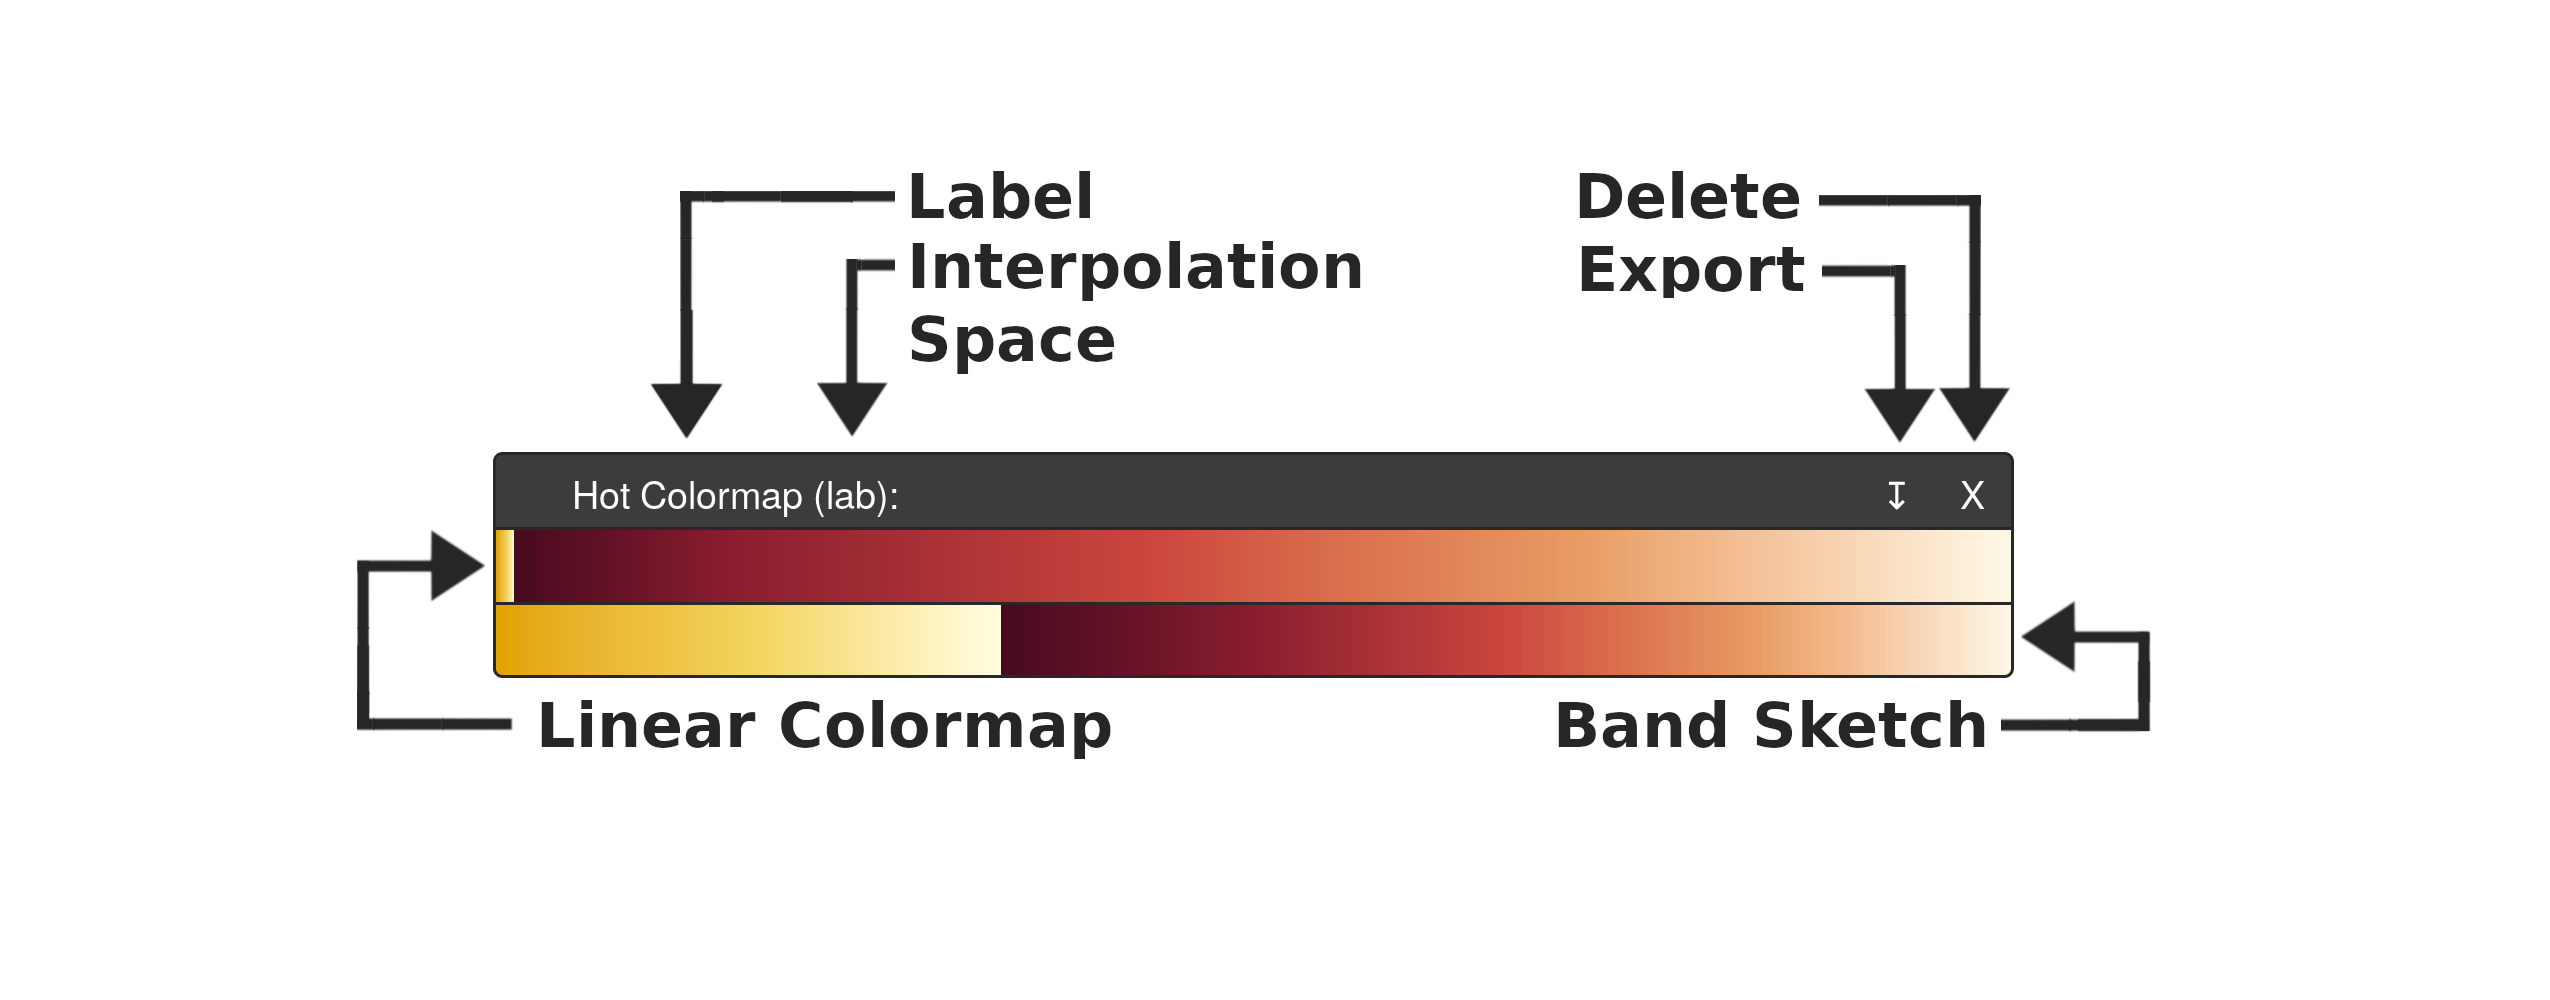 Label
Interpolation
Space
Delete
Export
Hot Colormap (lab):
↧ X
Linear Colormap
Band Sketch